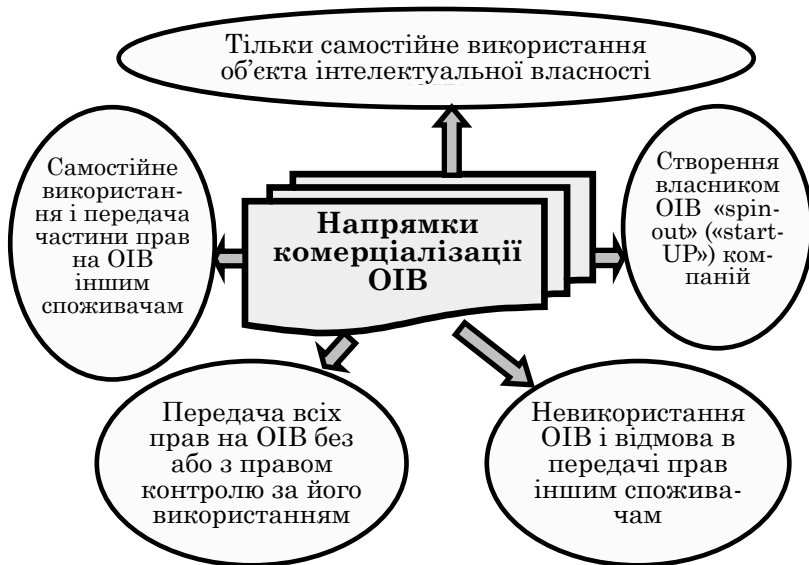 Тільки самостійне використання
об’єкта інтелектуальної власності
Самостійне
використан-
ня і передача
частини прав
на ОІВ
іншим
споживачам
Напрямки
комерціалізації
ОІВ
Створення
власником
ОІВ «spin-
out» («start-
UP») ком-
паній
Передача всіх
прав на ОІВ без
або з правом
контролю за його
використанням
Невикористання
ОІВ і відмова в
передачі прав
іншим спожива-
чам